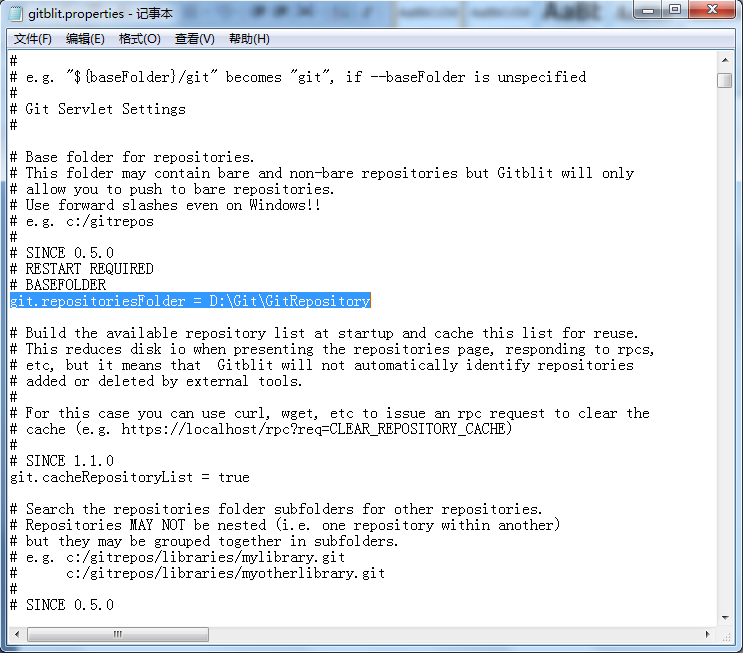 gitblit.properties - 记事本
文件(F) 编辑(E) 格式(O) 查看(V) 帮助(H)
#
# e.g. "${baseFolder}/git" becomes "git", if --baseFolder is unspecified
#
# Git Servlet Settings
#
# Base folder for repositories.
# This folder may contain bare and non-bare repositories but Gitblit will only
# allow you to push to bare repositories.
# Use forward slashes even on Windows!!
# e.g. c:/gitrepos
#
# SINCE 0.5.0
# RESTART REQUIRED
# BASEFOLDER
git.repositoriesFolder = D:\Git\GitRepository
# Build the available repository list at startup and cache this list for reuse.
# This reduces disk io when presenting the repositories page, responding to rpcs,
# etc, but it means that  Gitblit will not automatically identify repositories
# added or deleted by external tools.
#
# For this case you can use curl, wget, etc to issue an rpc request to clear the
# cache (e.g. https://localhost/rpc?req=CLEAR_REPOSITORY_CACHE)
#
# SINCE 1.1.0
git.cacheRepositoryList = true
# Search the repositories folder subfolders for other repositories.
# Repositories MAY NOT be nested (i.e. one repository within another)
# but they may be grouped together in subfolders.
# e.g. c:/gitrepos/libraries/mylibrary.git
#      c:/gitrepos/libraries/myotherlibrary.git
#
# SINCE 0.5.0